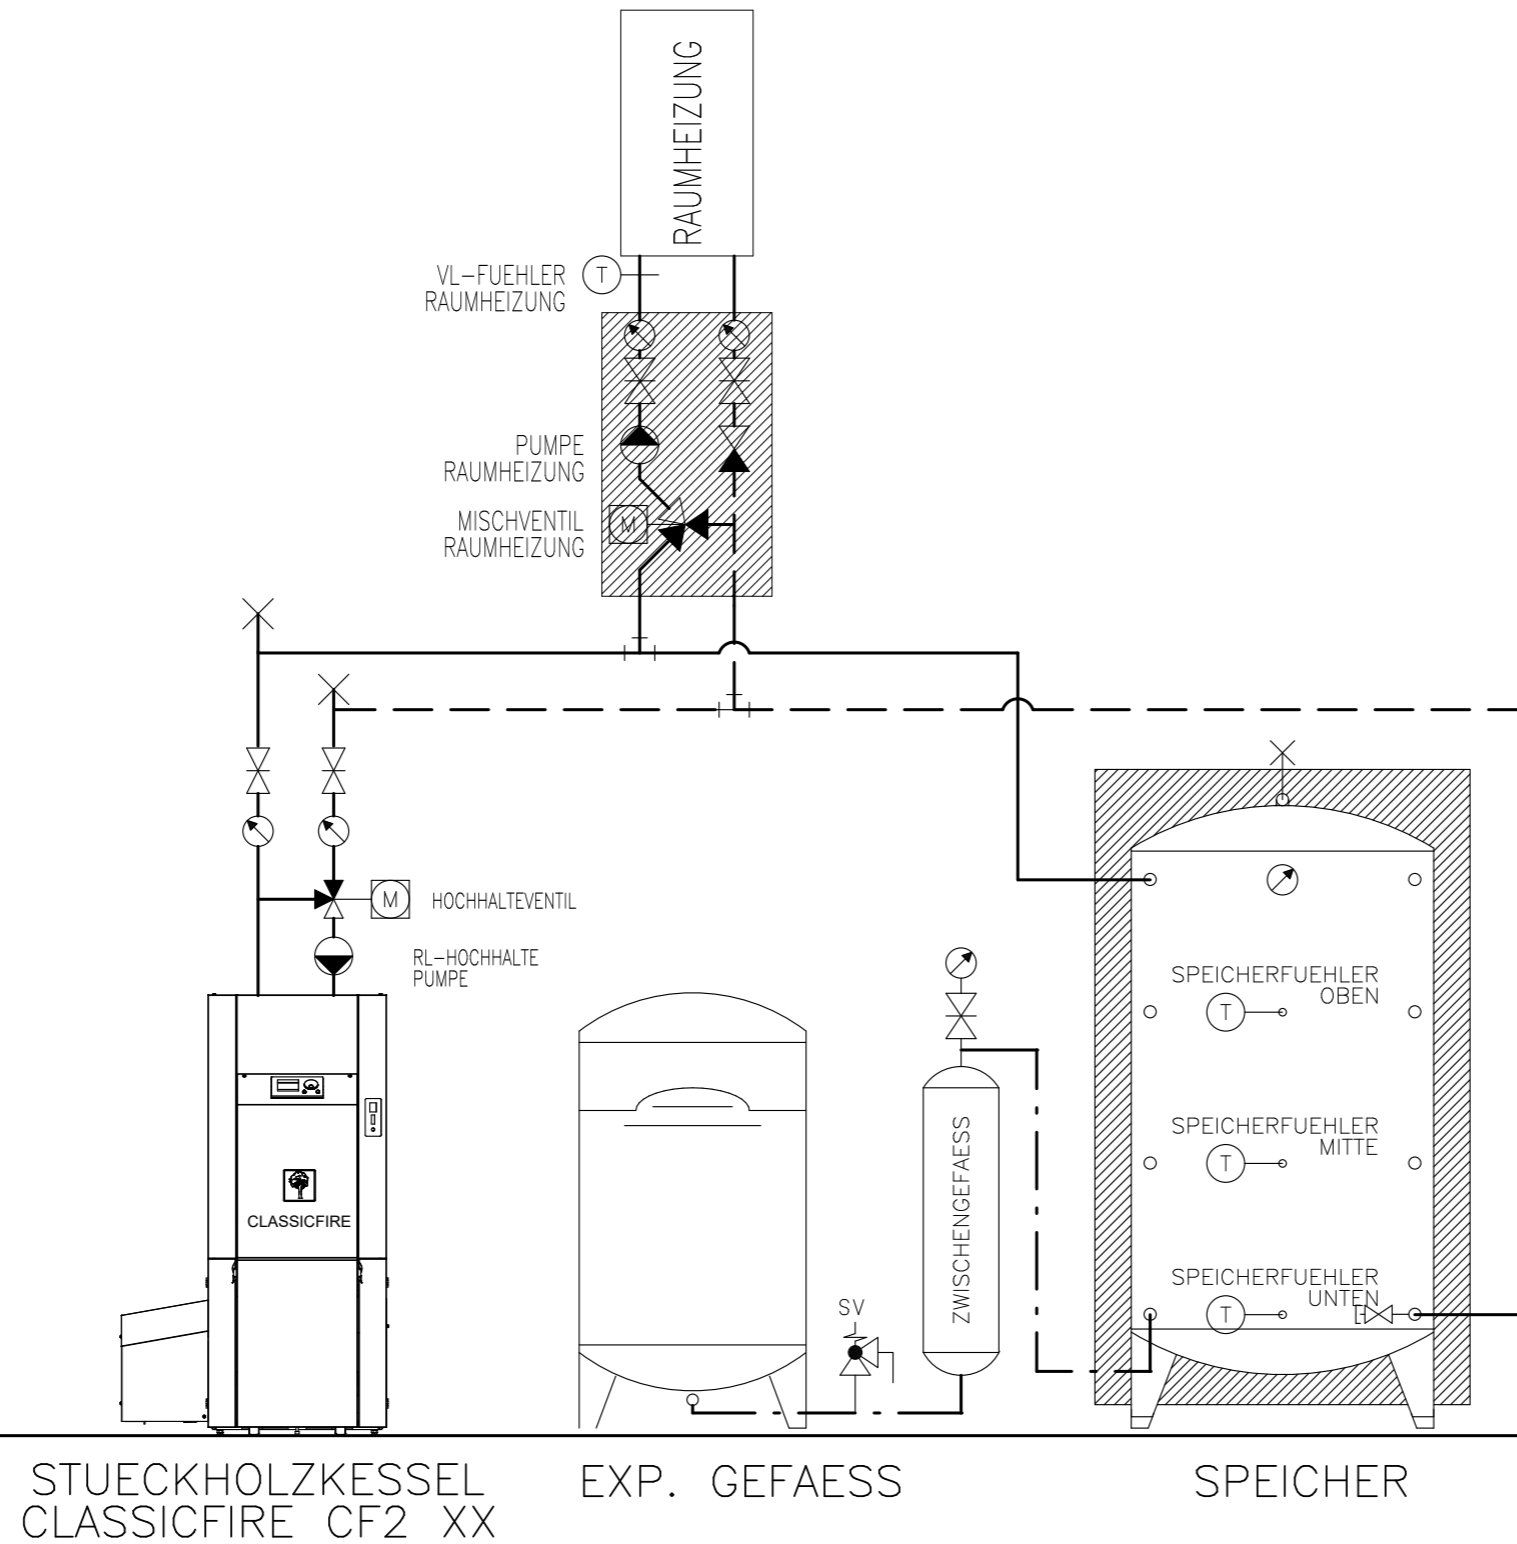 RAUMHEIZUNG
VL-FUEHLER
RAUMHEIZUNG
T
PUMPE
RAUMHEIZUNG
MISCHVENTIL
RAUMHEIZUNG
M
M
HOCHHALTEVENTIL
RL-HOCHHALTE
PUMPE
SPEICHERFUEHLER
OBEN
T
SPEICHERFUEHLER
MITTE
T
SPEICHERFUEHLER
UNTEN
T
ZWISCHENGEFAESS
SV
CLASSICFIRE
STUECKHOLZKESSEL
CLASSICFIRE CF2 XX
EXP. GEFAESS
SPEICHER